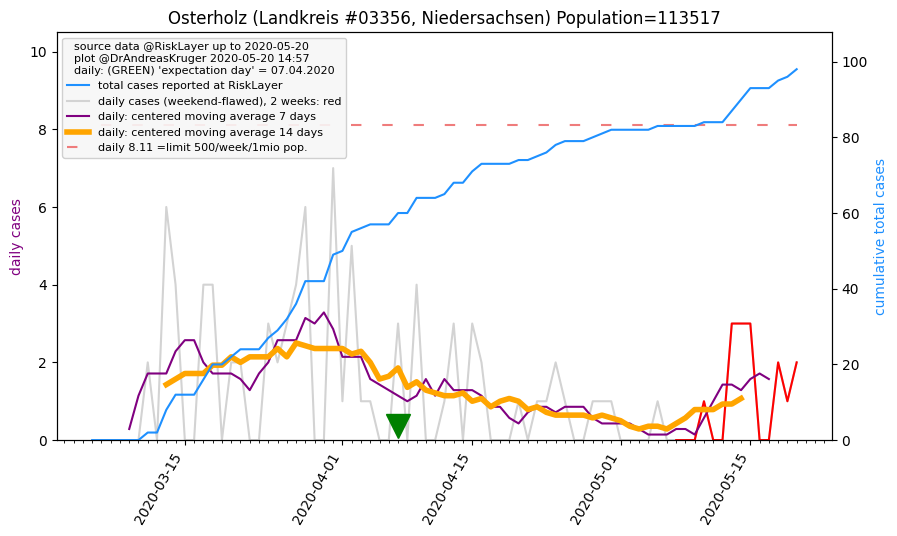 Osterholz (Landkreis #03356, Niedersachsen) Population=113517
source data @RiskLayer up to 2020-05-20
plot @DrAndreasKruger 2020-05-20 14:57
daily: (GREEN) 'expectation day' = 07.04.2020
total cases reported at RiskLayer
daily cases (weekend-flawed), 2 weeks: red
daily: centered moving average 7 days
daily: centered moving average 14 days
daily 8.11 =limit 500/week/1mio pop.
daily cases
10
8
6
4
2
0
cumulative total cases
100
80
60
40
20
0
2020-03-15
2020-04-01
2020-04-15
2020-05-01
2020-05-15